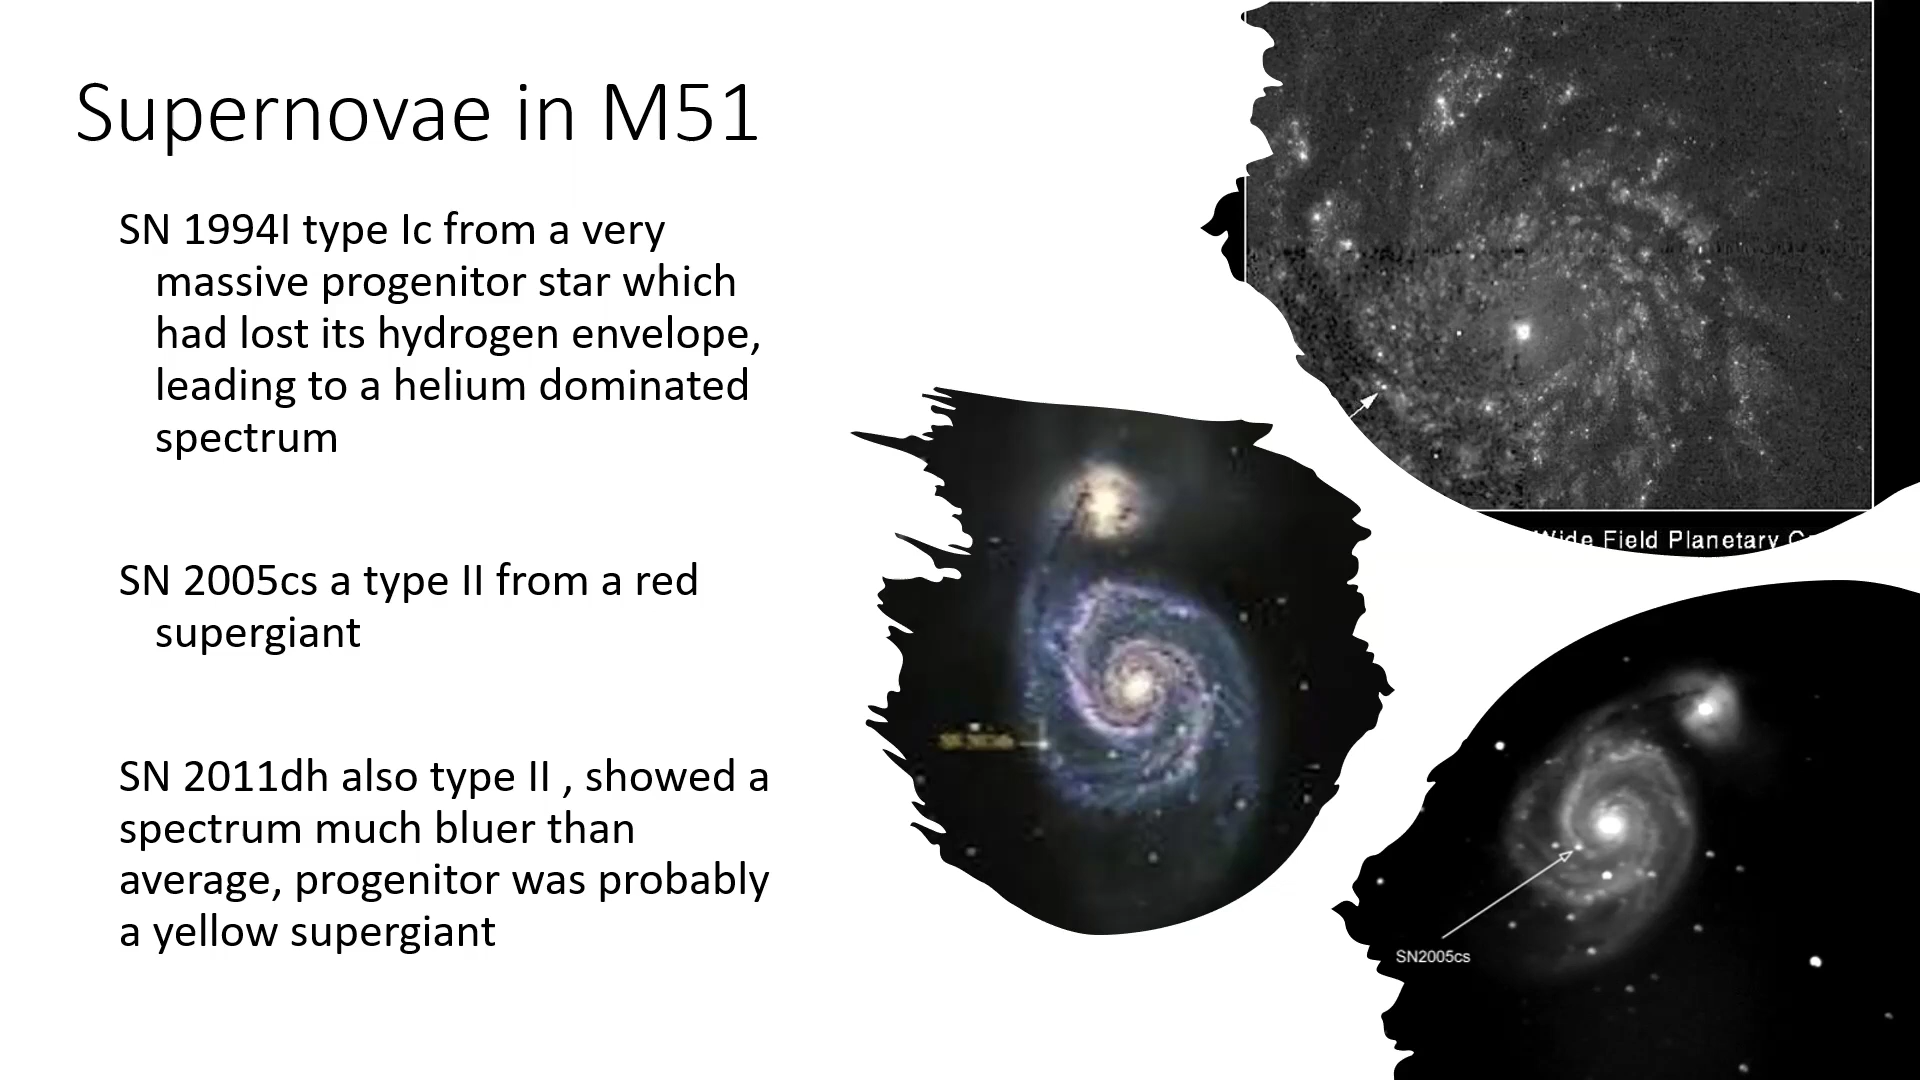 Supernovae in M51
SN 1994I type Ic from a very
massive progenitor star which
had lost its hydrogen envelope,
leading to a helium dominated
spectrum
SN 2005cs a type II from a red
supergiant
SN 2011dh also type II , showed a
spectrum much bluer than
average, progenitor was probably
a yellow supergiant
Wide Field Planetary
SN2005cs